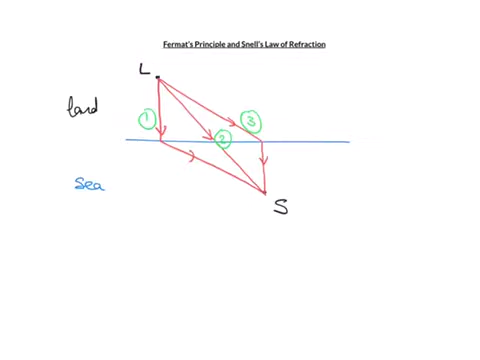 Fermat's Principle and Snell's Law of Refraction
L
land
①
②
③
Sea
S